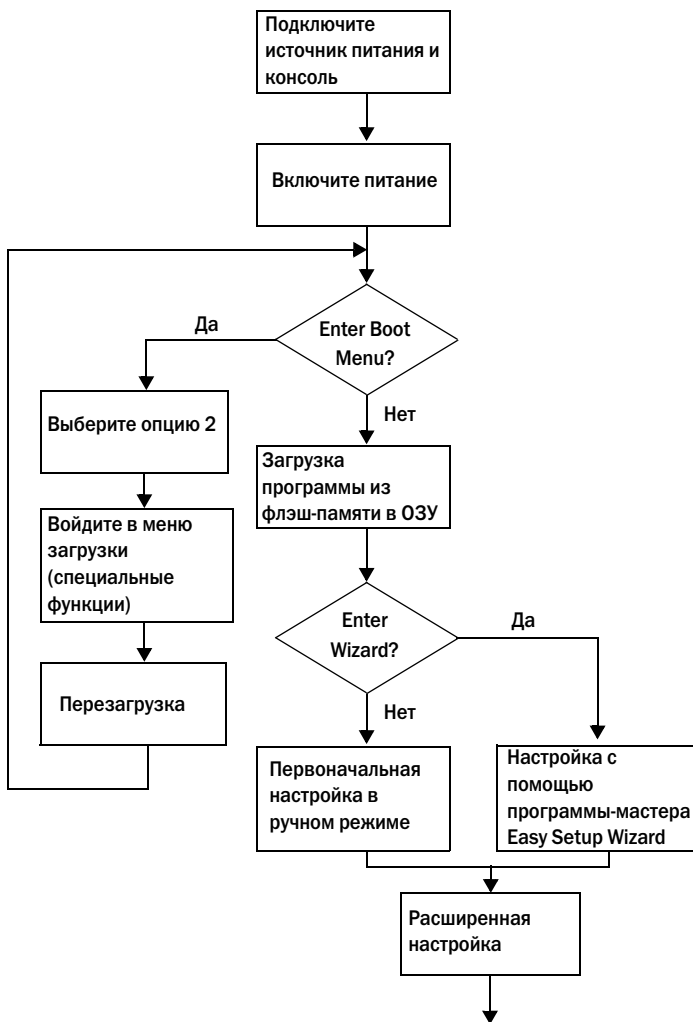 Подключите
источник питания и
консоль
Включите питание
Enter Boot
Menu?
Да
Нет
Выберите опцию 2
Войдите в меню
загрузки
(специальные
функции)
Перезагрузка
Загрузка
программы из
флэш-памяти в ОЗУ
Enter
Wizard?
Да
Нет
Первоначальная
настройка в
ручном режиме
Настройка с
помощью
программы-мастера
Easy Setup Wizard
Расширенная
настройка